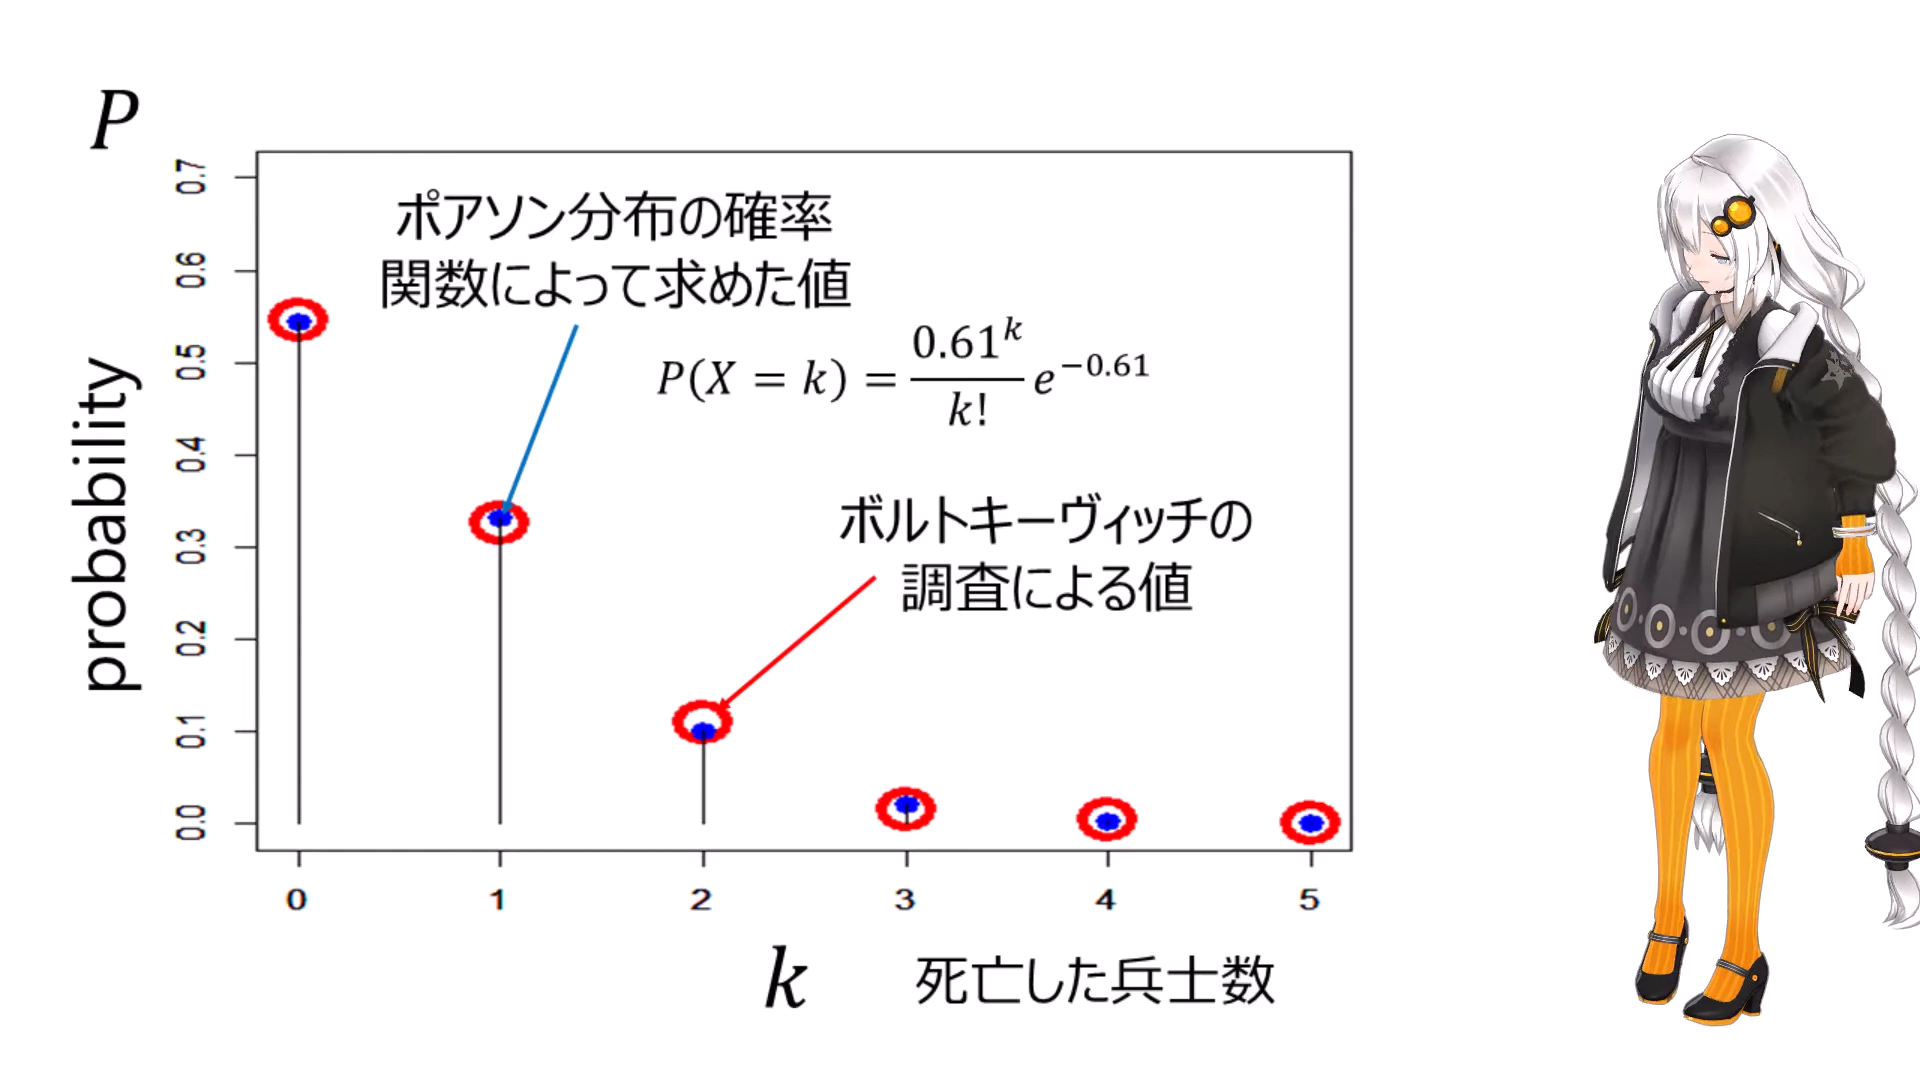 P
probability
0.7
0.6
0.5
0.4
0.3
0.2
0.1
0.0
ポアソン分布の確率
関数によって求めた値
P(X = k) = \frac{0.61^k}{k!} e^{-0.61}
ボルトキーヴィッチの
調査による値
0 1 2 3 4 5
k 死亡した兵士数